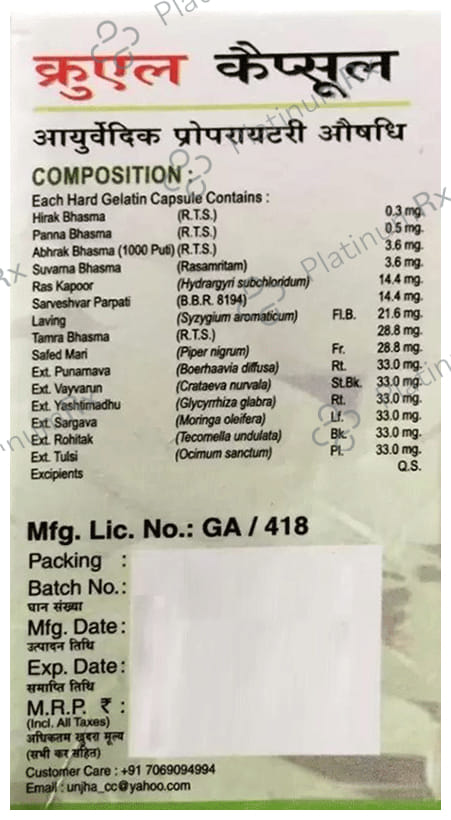 क्रुएल कैप्सूल
आयुर्वेदिक प्रोपरायटरी औषधि
COMPOSITION :
Each Hard Gelatin Capsule Contains :
Hirak Bhasma (R.T.S.) 0.3 mg.
Panna Bhasma (R.T.S.) 0.5 mg.
Abhrak Bhasma (1000 Puti) (R.T.S.) 3.6 mg.
Suvarna Bhasma (Rasamritam) 3.6 mg.
Ras Kapoor (Hydrargyri subchloridum) 14.4 mg.
Sarveshvar Parpati (B.B.R. 8194) 14.4 mg.
Laving (Syzygium aromaticum) Fl.B. 21.6 mg.
Tamra Bhasma (R.T.S.) 28.8 mg.
Safed Mari (Piper nigrum) Fr. 28.8 mg.
Ext. Punarnava (Boerhaavia diffusa) Rt. 33.0 mg.
Ext. Vayvarun (Crataeva nurvala) St.Bk. 33.0 mg.
Ext. Yashtimadhu (Glycyrrhiza glabra) Rt. 33.0 mg.
Ext. Sargava (Moringa oleifera) Lf. 33.0 mg.
Ext. Rohitak (Tecomella undulata) Bk. 33.0 mg.
Ext. Tulsi (Ocimum sanctum) Pl. 33.0 mg.
Excipients Q.S.
Mfg. Lic. No.: GA / 418
Packing :
Batch No.:
घान संख्या
Mfg. Date:
उत्पादन तिथि
Exp. Date:
समाप्ति तिथि
M.R.P. ₹ :
(Incl. All Taxes)
अधिकतम खुदरा मूल्य
(सभी कर सहित)
Customer Care : +91 7069094994
Email : unjha_cc@yahoo.com
PlatinumRx